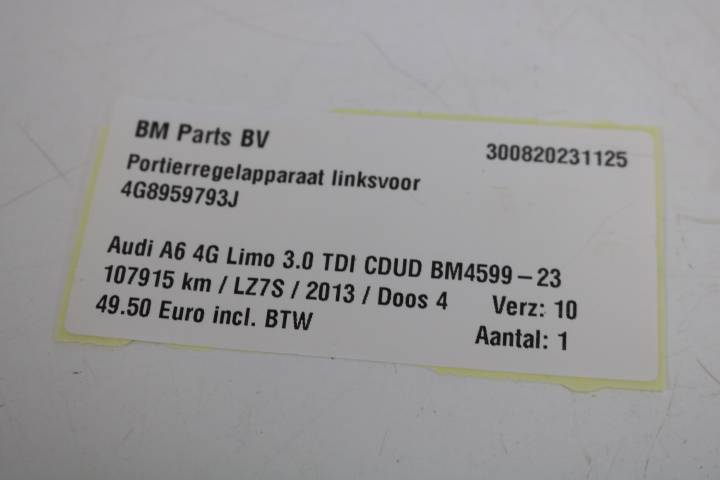 BM Parts BV
300820231125
Portierregelapparaat linksvoor
4G8959793J
Audi A6 4G Limo 3.0 TDI CDUD BM4599-23
107915 km / LZ7S / 2013 / Doos 4 Verz: 10
49.50 Euro incl. BTW Aantal: 1